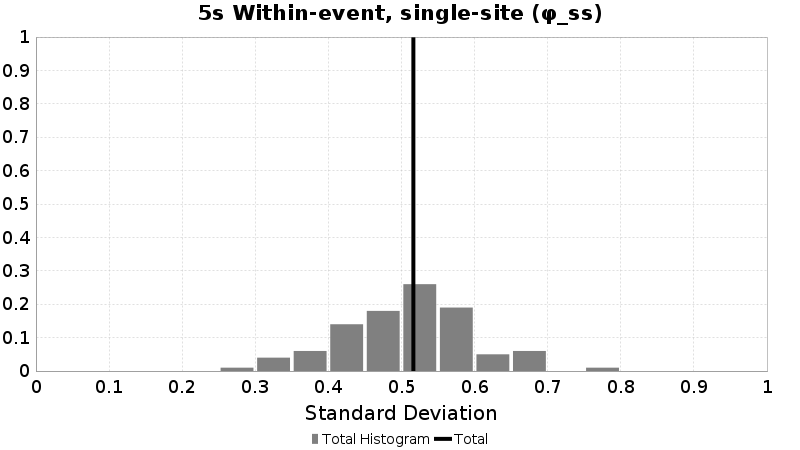 5s Within-event, single-site (φ_ss)
1
0.9
0.8
0.7
0.6
0.5
0.4
0.3
0.2
0.1
0
0 0.1 0.2 0.3 0.4 0.5 0.6 0.7 0.8 0.9 1
Standard Deviation
Total Histogram Total